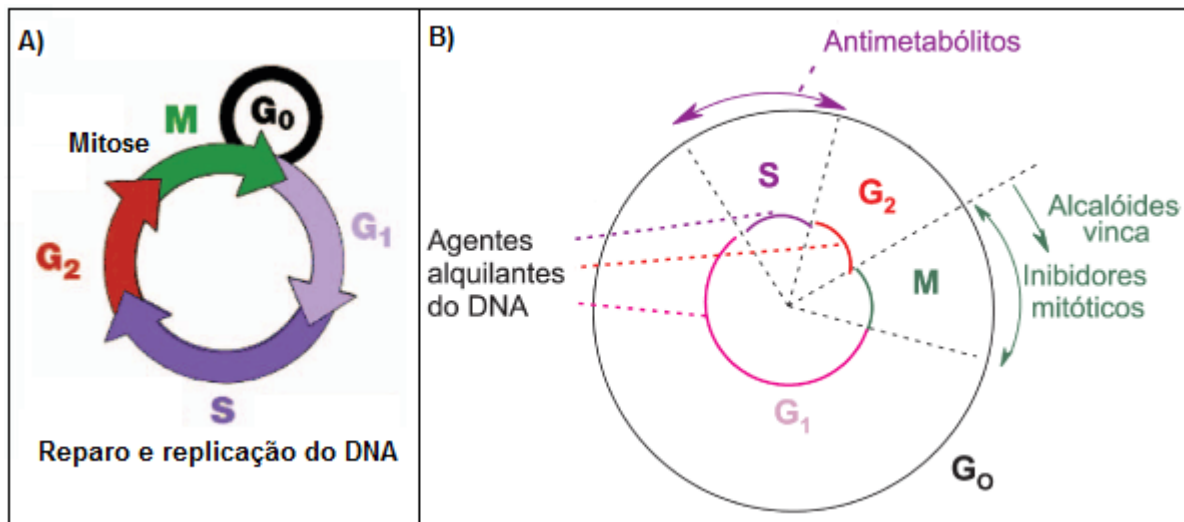 A)
G0
M
Mitose
G1
G2
S
Reparo e replicação do DNA
B)
Antimetabólitos
S
G2
Agentes
alquilantes
do DNA
Alcalóides
vinca
Inibidores
mitóticos
M
G1
GO